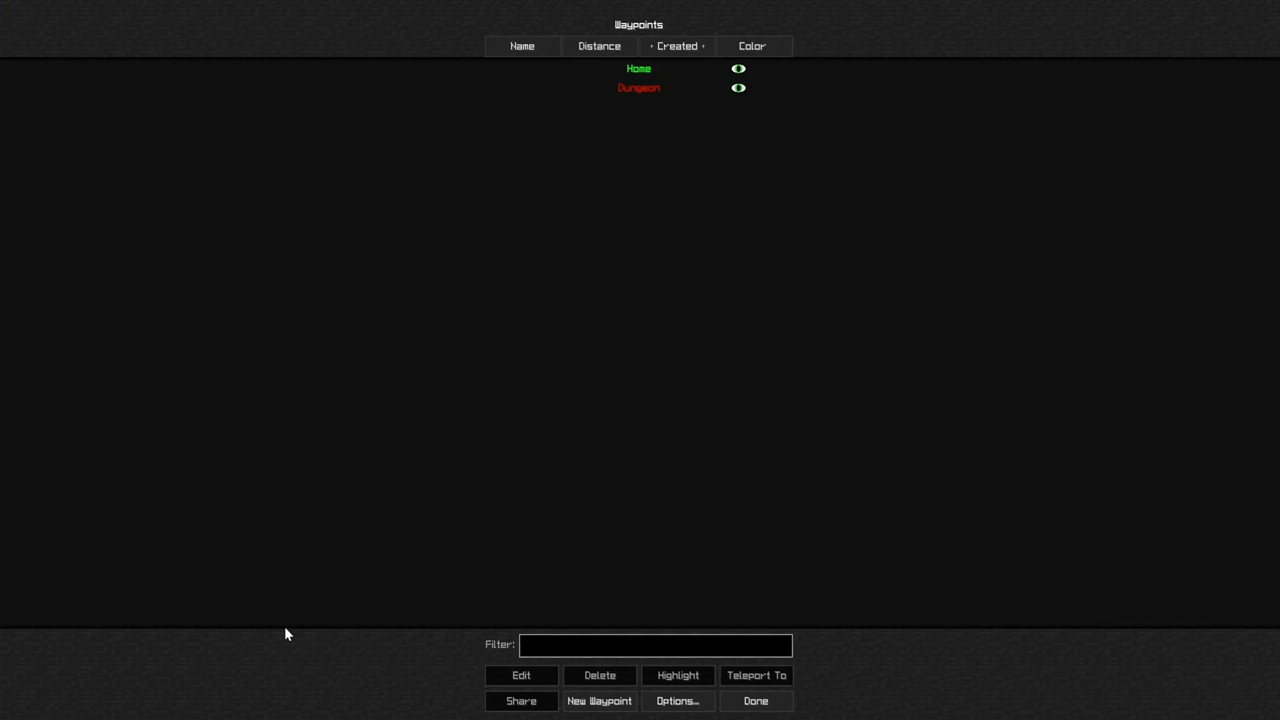 Waypoints
Name Distance · Created · Color
Home
Dungeon
Filter:
Edit Delete Highlight Teleport To
Share New Waypoint Options... Done